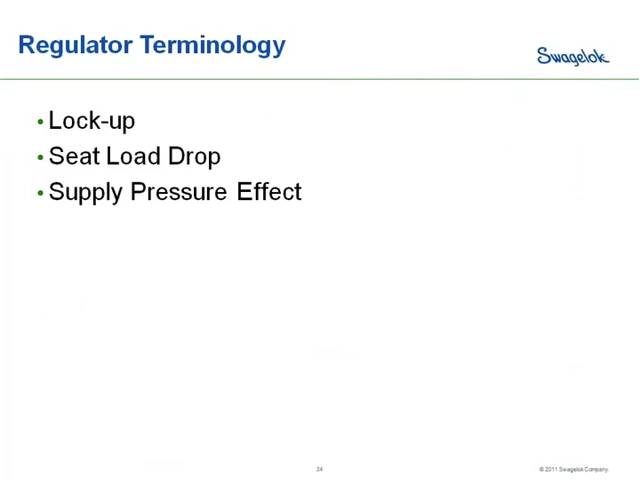 Regulator Terminology
Swagelok
• Lock-up
• Seat Load Drop
• Supply Pressure Effect
34
© 2011 Swagelok Company.